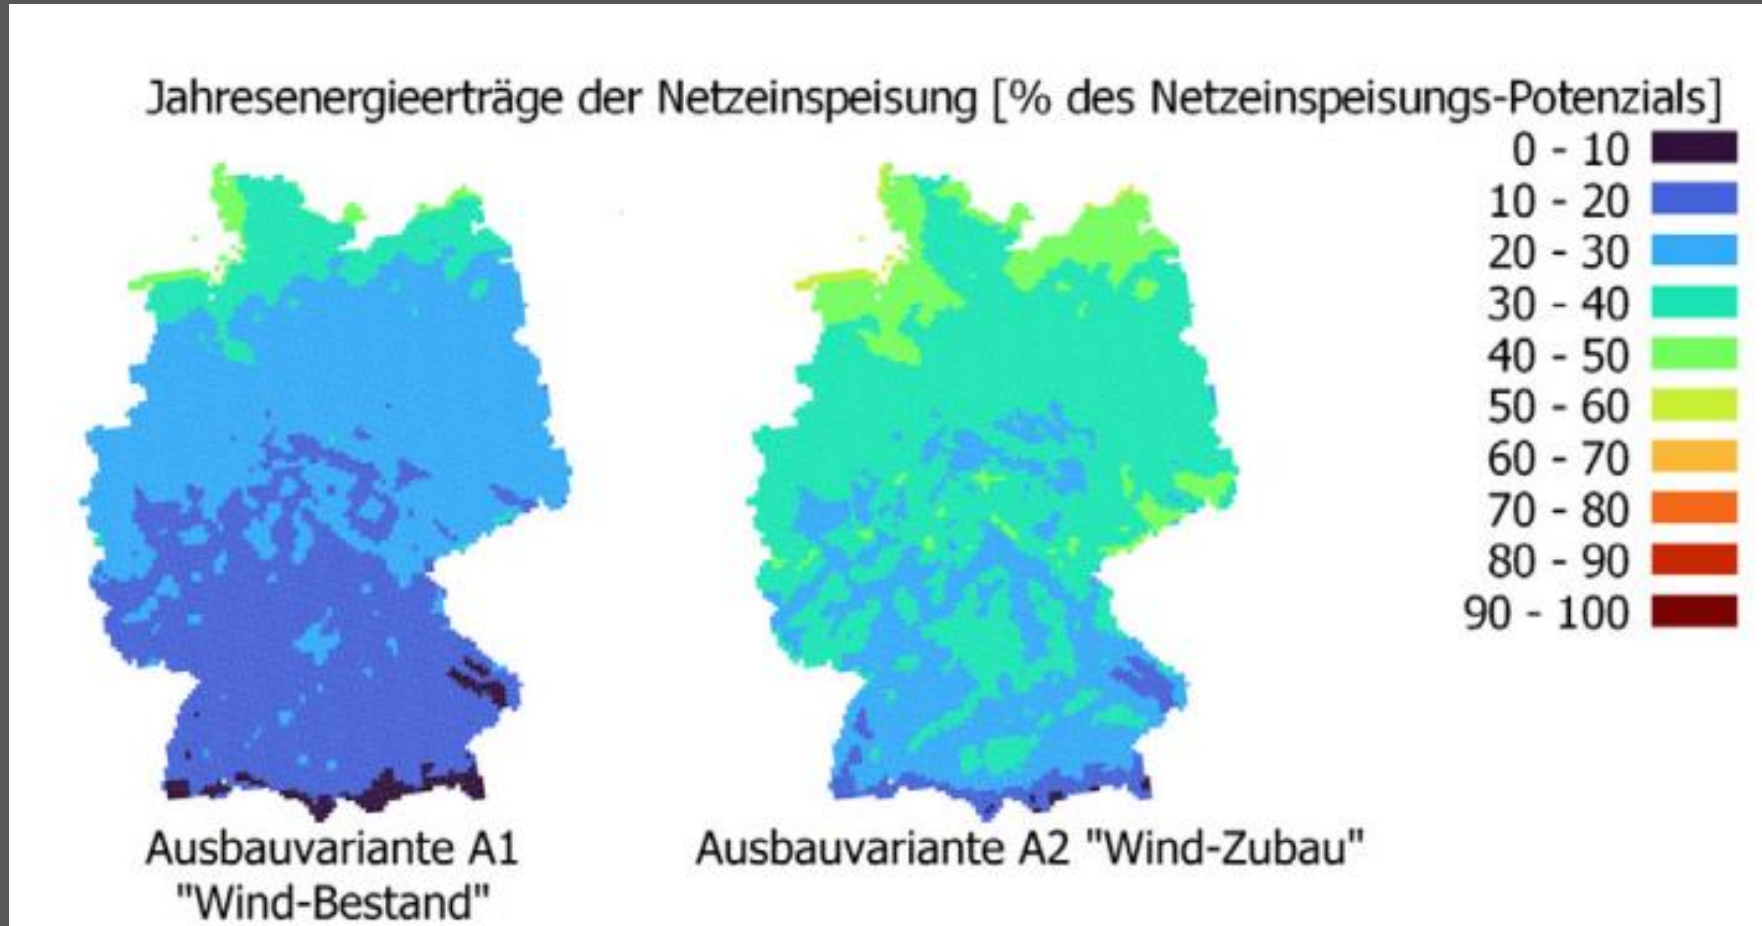 Jahresenergieerträge der Netzeinspeisung [% des Netzeinspeisungs-Potenzials]
0 - 10
10 - 20
20 - 30
30 - 40
40 - 50
50 - 60
60 - 70
70 - 80
80 - 90
90 - 100
Ausbauvariante A1
"Wind-Bestand"
Ausbauvariante A2 "Wind-Zubau"